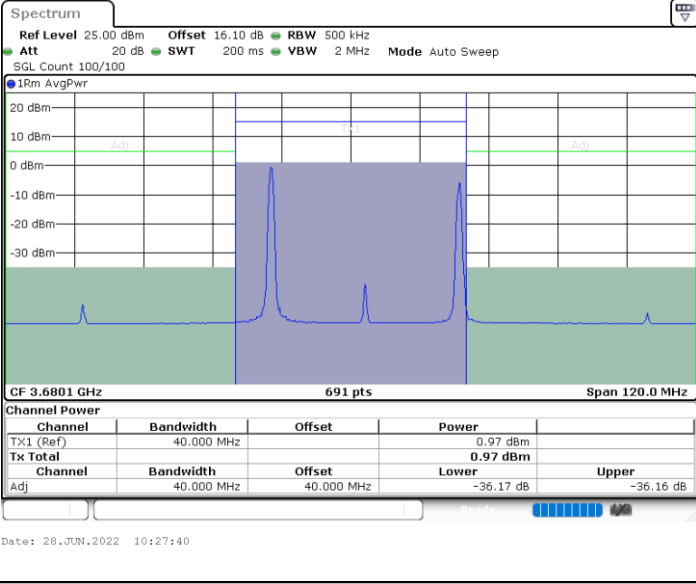 Spectrum
Ref Level 25.00 dBm Offset 16.10 dB RBW 500 kHz
Att 20 dB SWT 200 ms VBW 2 MHz Mode Auto Sweep
SGL Count 100/100
1Rm AvgPwr
20 dBm
TX1
10 dBm
Adj Adj
0 dBm
-10 dBm
-20 dBm
-30 dBm
CF 3.6801 GHz 691 pts Span 120.0 MHz
Channel Power
Channel Bandwidth Offset Power
TX1 (Ref) 40.000 MHz 0.97 dBm
Tx Total 0.97 dBm
Channel Bandwidth Offset Lower Upper
Adj 40.000 MHz 40.000 MHz -36.17 dB -36.16 dB
Ready
Date: 28.JUN.2022 10:27:40